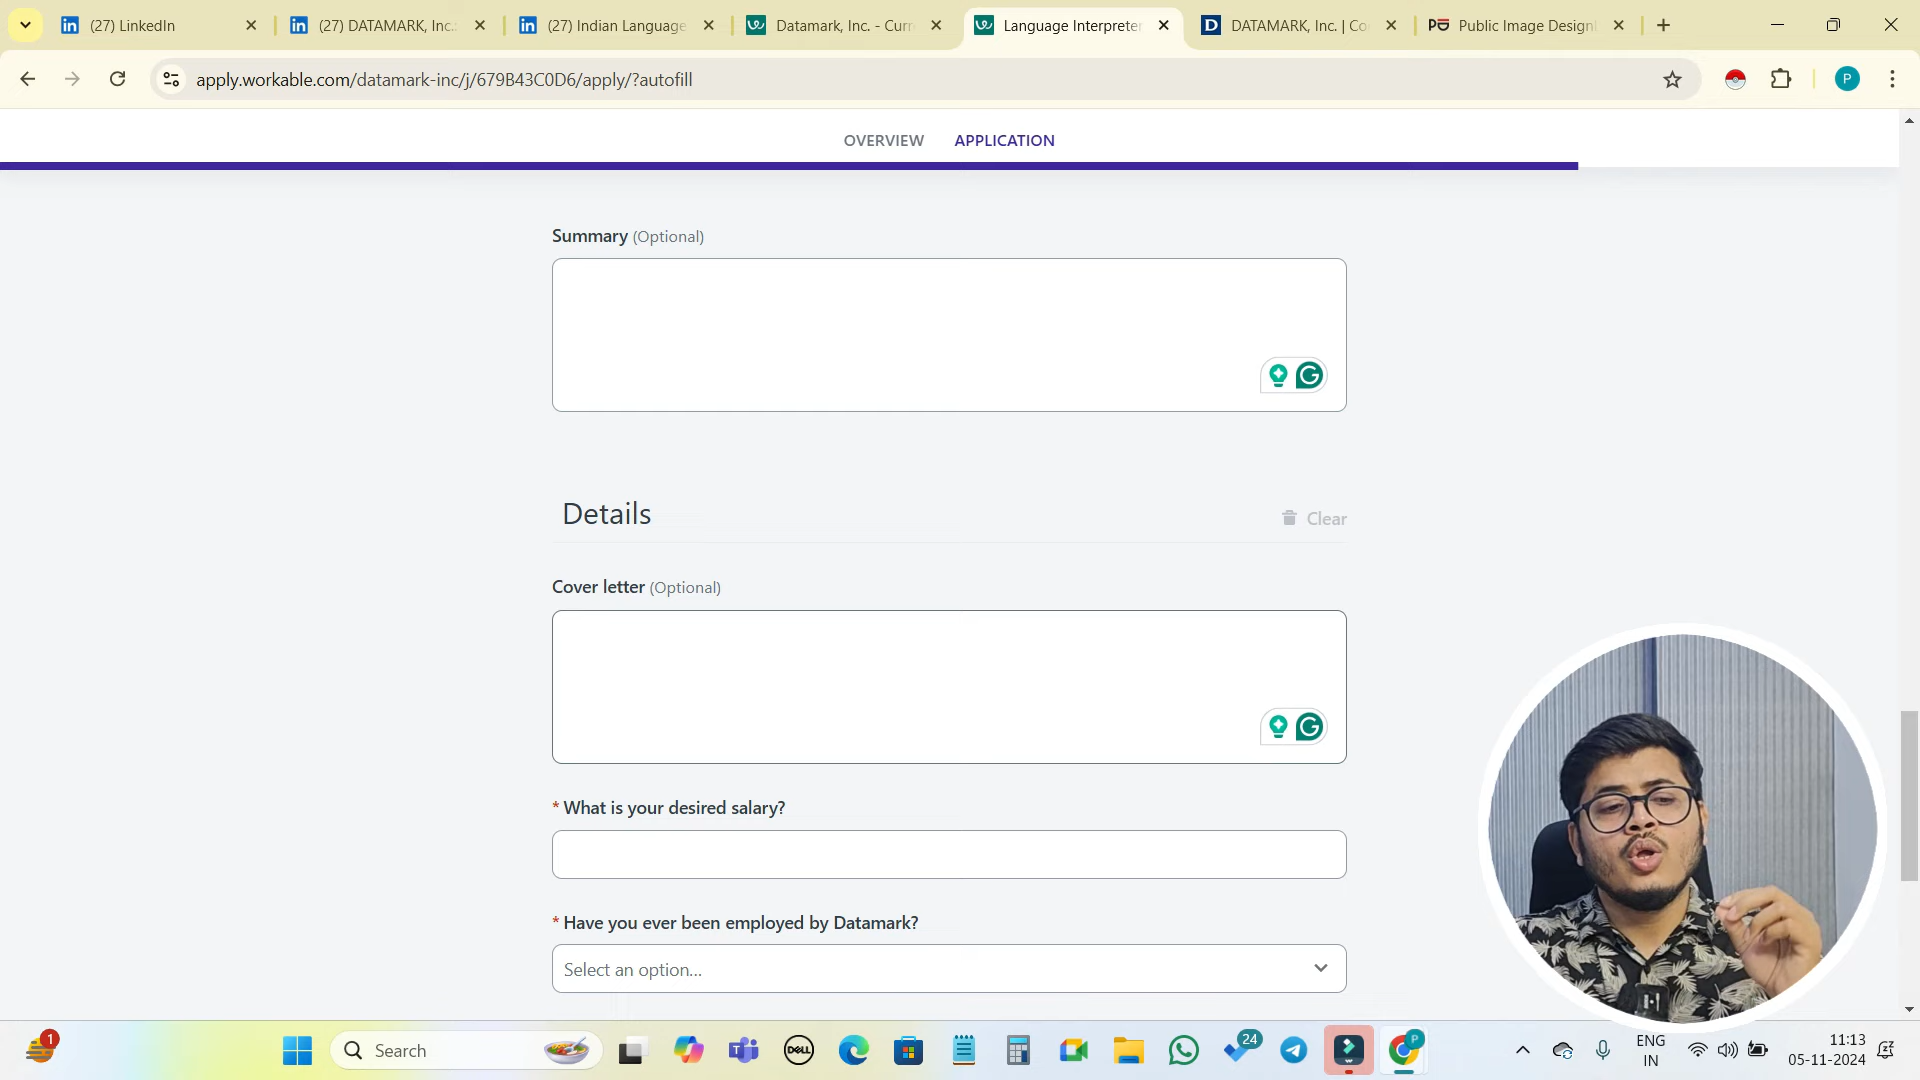 (27) LinkedIn
(27) DATAMARK, Inc.:
(27) Indian Language
Datamark, Inc. - Curr
Language Interpreter
DATAMARK, Inc. | Co
Public Image Design
apply.workable.com/datamark-inc/j/679B43C0D6/apply/?autofill
P
OVERVIEW
APPLICATION
Summary (Optional)
Details
Clear
Cover letter (Optional)
* What is your desired salary?
* Have you ever been employed by Datamark?
Select an option...
1
Search
DELL
24
P
ENG
IN
11:13
05-11-2024